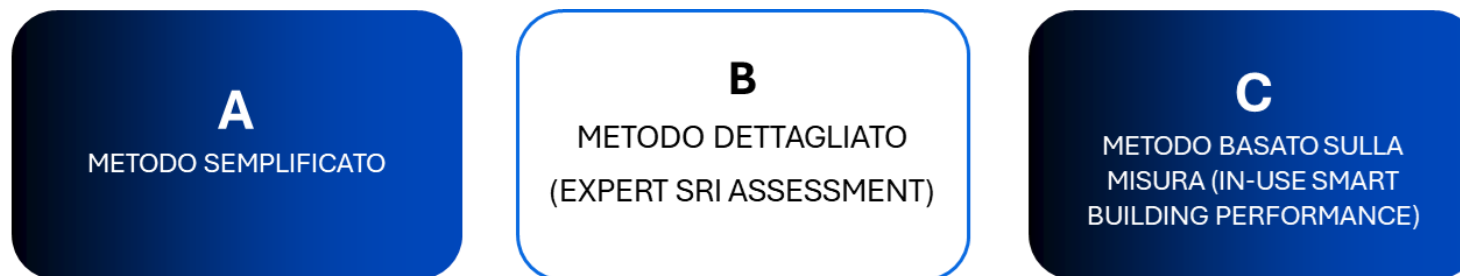 A
METODO SEMPLIFICATO
B
METODO DETTAGLIATO
(EXPERT SRI ASSESSMENT)
C
METODO BASATO SULLA
MISURA (IN-USE SMART
BUILDING PERFORMANCE)